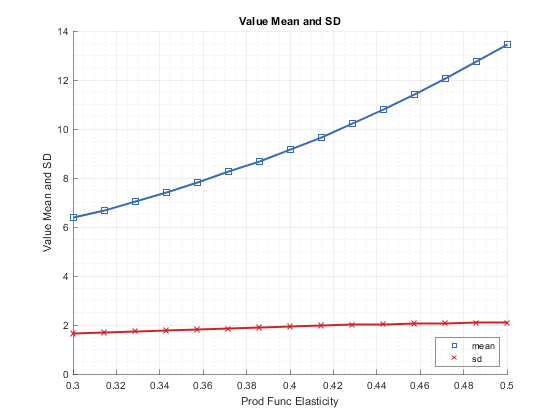 Value Mean and SD
14
12
10
8
6
4
2
0
Value Mean and SD
0.3 0.32 0.34 0.36 0.38 0.4 0.42 0.44 0.46 0.48 0.5
Prod Func Elasticity
mean
sd